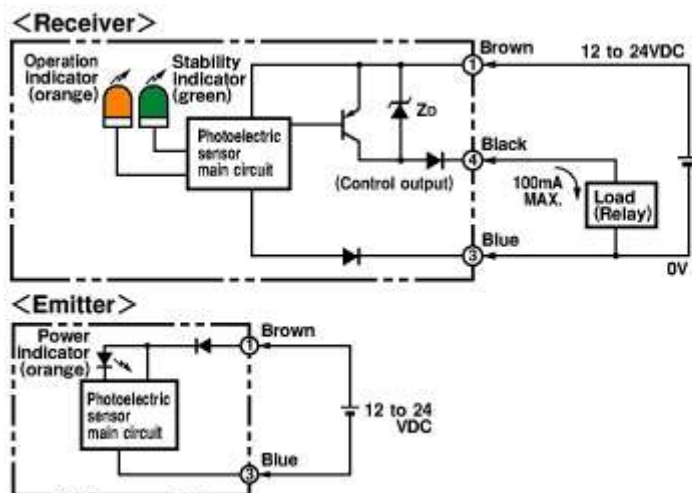 <Receiver>
Operation
indicator
(orange)
Stability
indicator
(green)
Photoelectric
sensor
main circuit
ZD
(Control output)
1
Brown
4
Black
3
Blue
12 to 24VDC
100mA
MAX.
Load
(Relay)
0V
<Emitter>
Power
indicator
(orange)
Photoelectric
sensor
main circuit
1
Brown
3
Blue
12 to 24
VDC